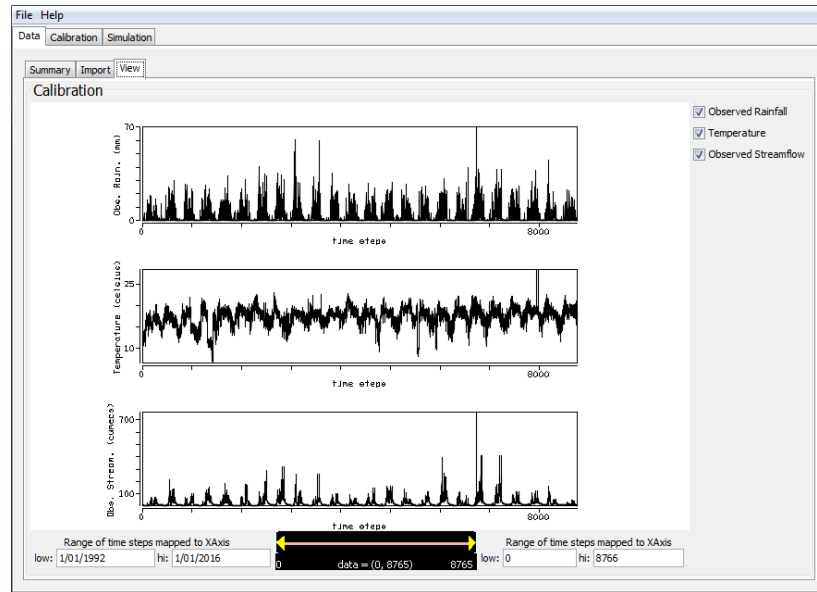 File Help
Data Calibration Simulation
Summary Import View
Calibration
Observed Rainfall
Temperature
Observed Streamflow
70
Obs. Rain. (mm)
0
0 8000
time steps
25
Temperature (celsius)
10
0 8000
time steps
700
Obs. Stream. (cumecs)
100
0 8000
time steps
Range of time steps mapped to XAxis
low: 1/01/1992 hi: 1/01/2016
0 data = (0, 8765) 8765
Range of time steps mapped to XAxis
low: 0 hi: 8766